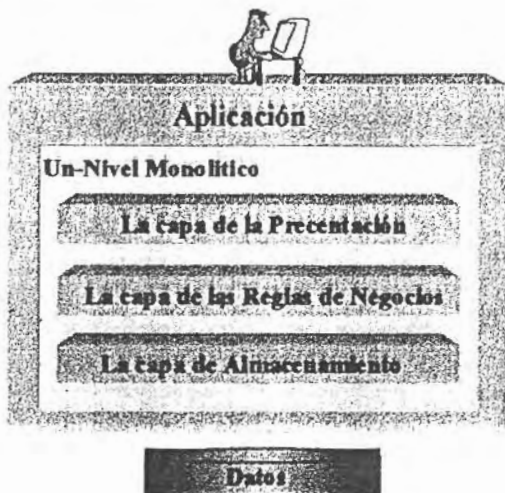 Aplicación
Un-Nivel Monolítico
La capa de la Precentación
La capa de las Reglas de Negocios
La capa de Almacenamiento
Datos